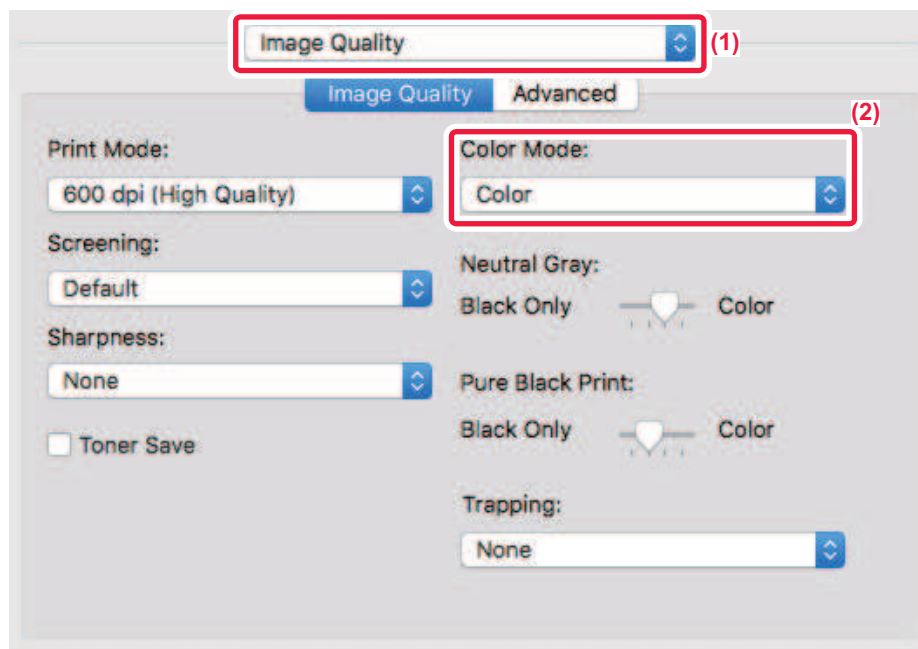 Image Quality
(1)
Image Quality
Advanced
(2)
Print Mode:
600 dpi (High Quality)
Screening:
Default
Sharpness:
None
Toner Save
Color Mode:
Color
Neutral Gray:
Black Only Color
Pure Black Print:
Black Only Color
Trapping:
None